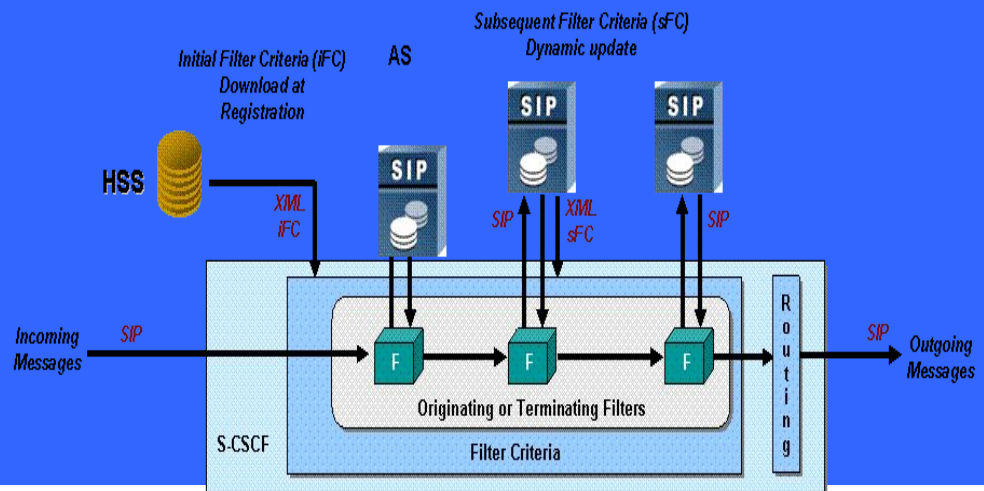 Subsequent Filter Criteria (sFC)
Dynamic update
Initial Filter Criteria (iFC)
Download at
Registration
AS
SIP
SIP
SIP
HSS
XML
iFC
SIP
XML
sFC
SIP
Incoming
Messages
SIP
F
F
F
Routing
SIP
Outgoing
Messages
Originating or Terminating Filters
S-CSCF
Filter Criteria